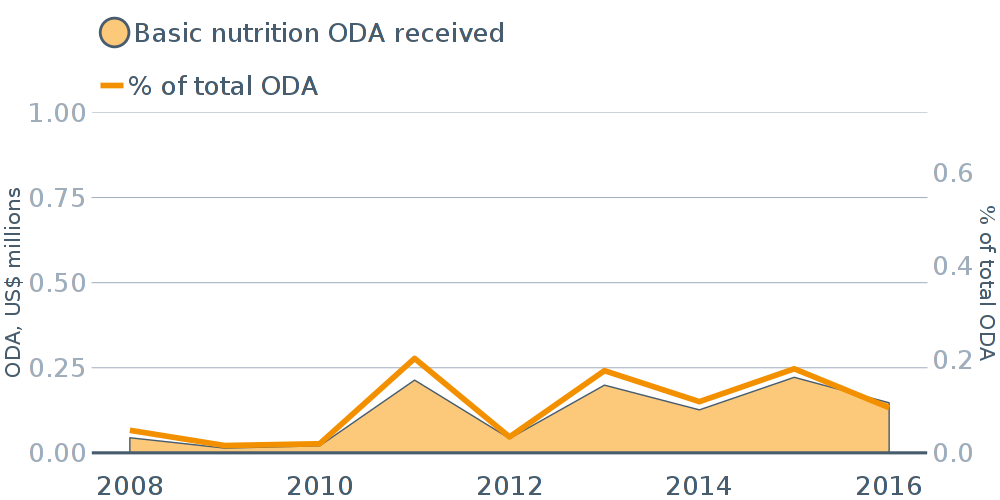 Basic nutrition ODA received
% of total ODA
1.00
0.75
0.50
0.25
0.00
ODA, US$ millions
0.6
0.4
0.2
0.0
% of total ODA
2008 2010 2012 2014 2016